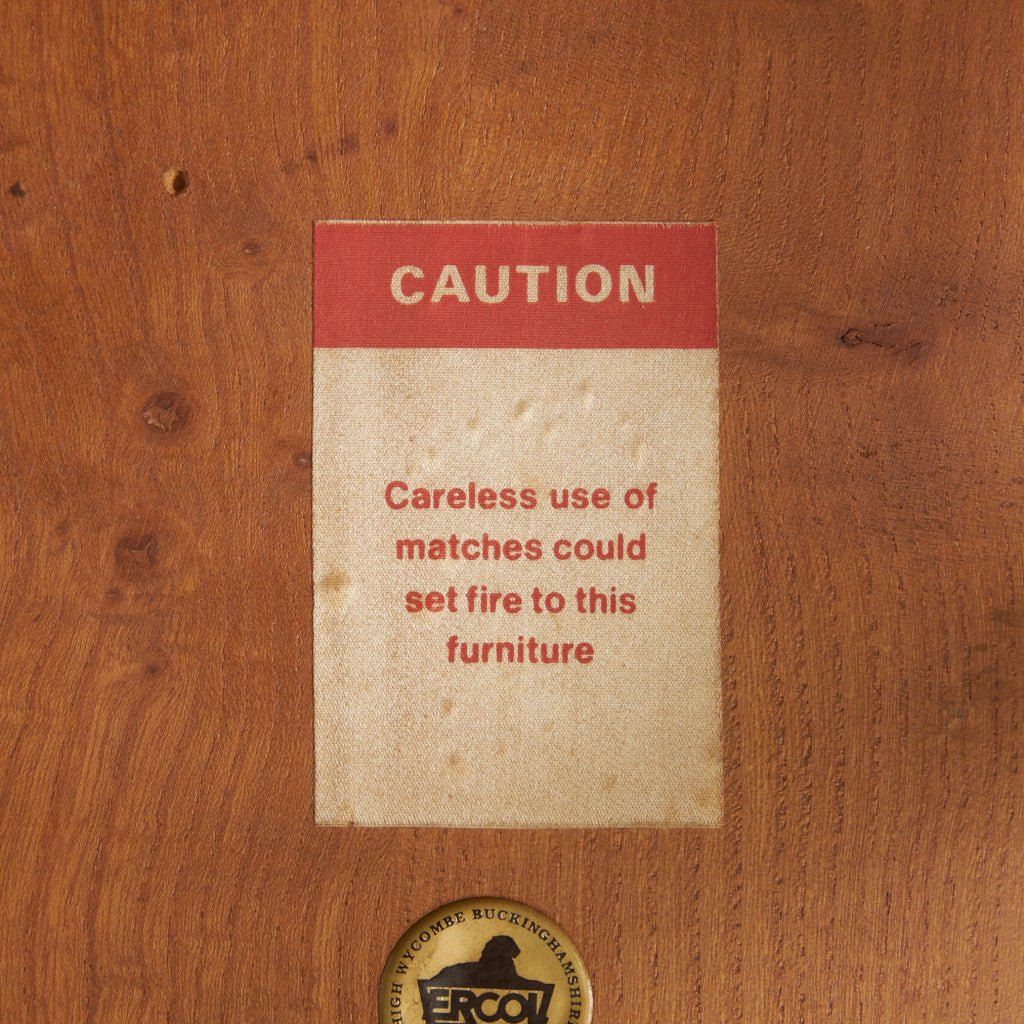 CAUTION
Careless use of
matches could
set fire to this
furniture
HIGH WYCOMBE BUCKINGHAMSHIRE
ERCOL